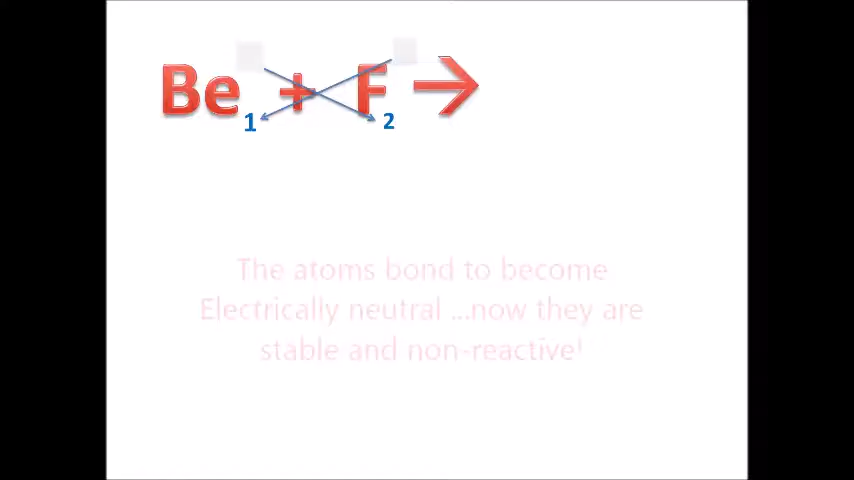 Be + F →
1 2
The atoms bond to become
Electrically neutral ...now they are
stable and non-reactive!